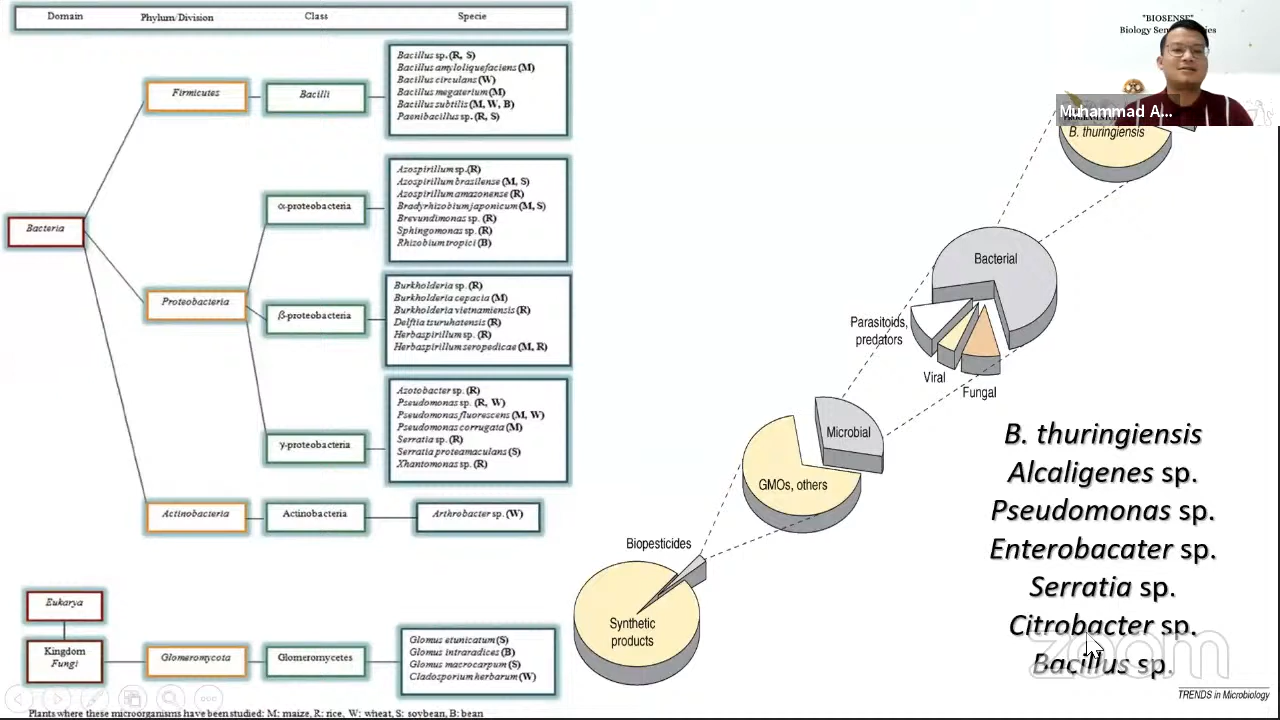 Domain Phylum/Division Class Specie
Bacteria
Firmicutes
Bacilli
Bacillus sp. (R, S)
Bacillus amyloliquefaciens (M)
Bacillus circulans (W)
Bacillus megaterium (M)
Bacillus subtilis (M, W, B)
Paenibacillus sp. (R, S)
Proteobacteria
α-proteobacteria
Azospirillum sp.(R)
Azospirillum brasilense (M, S)
Azospirillum amazonense (R)
Bradyrhizobium japonicum (M, S)
Brevundimonas sp. (R)
Sphingomonas sp. (R)
Rhizobium tropici (B)
β-proteobacteria
Burkholderia sp. (R)
Burkholderia cepacia (M)
Burkholderia vietnamiensis (R)
Delftia tsuruhatensis (R)
Herbaspirillum sp. (R)
Herbaspirillum seropedicae (M, R)
γ-proteobacteria
Azotobacter sp. (R)
Pseudomonas sp. (R, W)
Pseudomonas fluorescens (M, W)
Pseudomonas corrugata (M)
Serratia sp. (R)
Serratia proteamaculans (S)
Xhantomonas sp. (R)
Actinobacteria
Actinobacteria
Arthrobacter sp. (W)
Eukarya
Kingdom
Fungi
Glomeromycota
Glomeromycetes
Glomus etunicatum (S)
Glomus intraradices (B)
Glomus macrocarpum (S)
Cladosporium herbarum (W)
Plants where these microorganisms have been studied: M: maize, R: rice, W: wheat, S: soybean, B: bean
"BIOSENSE"
Biology
Muhammad A...
B. thuringiensis
Bacterial
Parasitoids,
predators
Viral
Fungal
Microbial
GMOs, others
Biopesticides
Synthetic
products
B. thuringiensis
Alcaligenes sp.
Pseudomonas sp.
Enterobacater sp.
Serratia sp.
Citrobacter sp.
Bacillus sp.
zoom
TRENDS in Microbiology